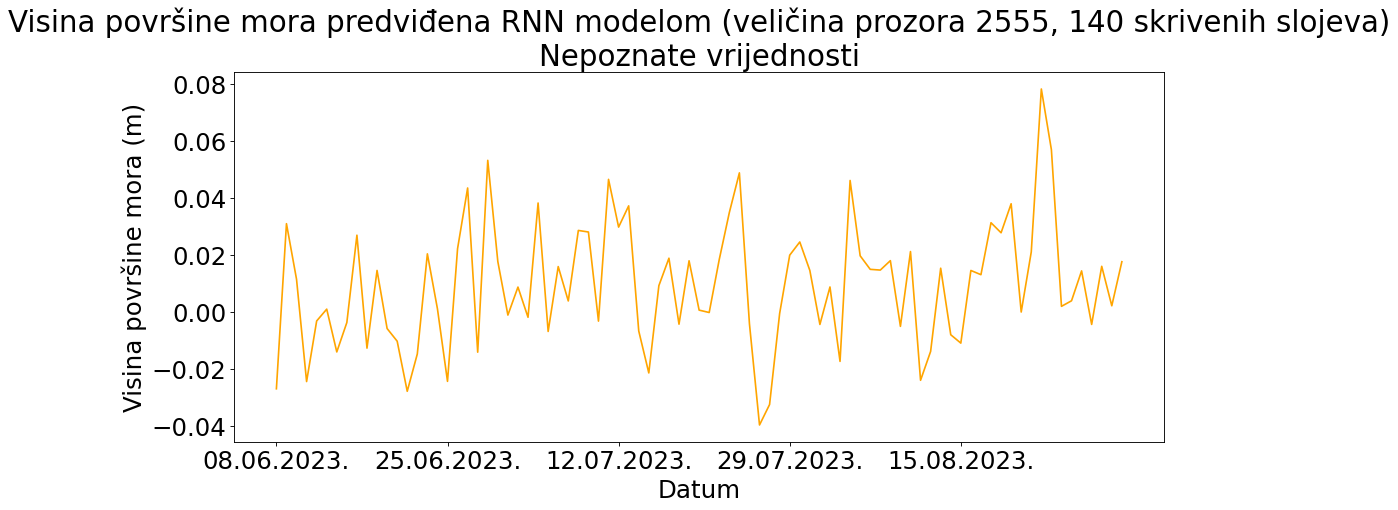 Visina površine mora predviđena RNN modelom (veličina prozora 2555, 140 skrivenih slojeva)
Nepoznate vrijednosti
Visina površine mora (m)
0.08
0.06
0.04
0.02
0.00
−0.02
−0.04
08.06.2023. 25.06.2023. 12.07.2023. 29.07.2023. 15.08.2023.
Datum